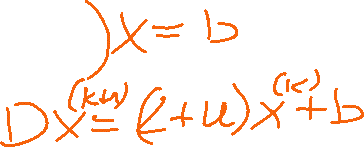 ) x = b
Dx^(k+1) = (L+U)x^(k) + b